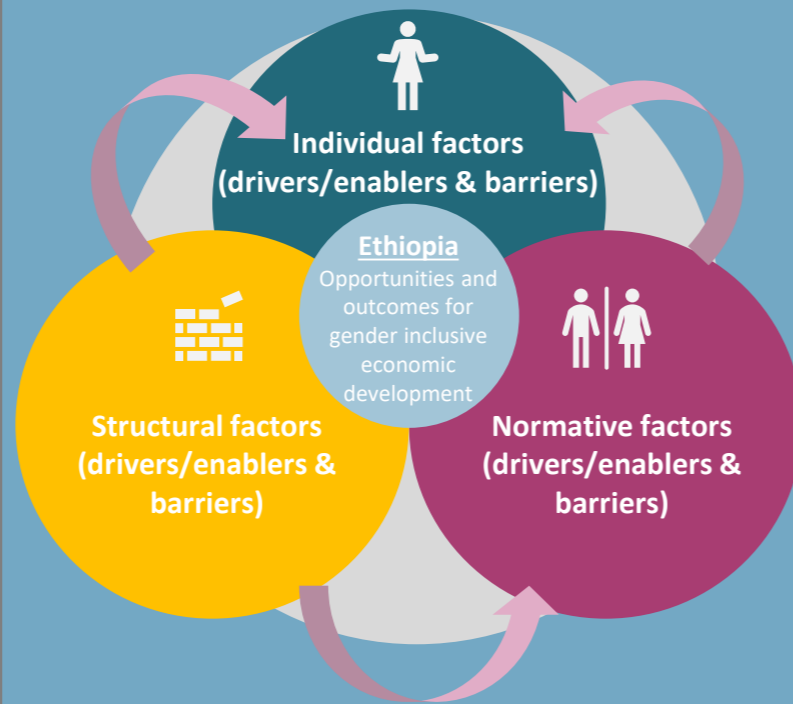 Individual factors
(drivers/enablers & barriers)
Ethiopia
Opportunities and
outcomes for
gender inclusive
economic
development
Structural factors
(drivers/enablers &
barriers)
Normative factors
(drivers/enablers &
barriers)